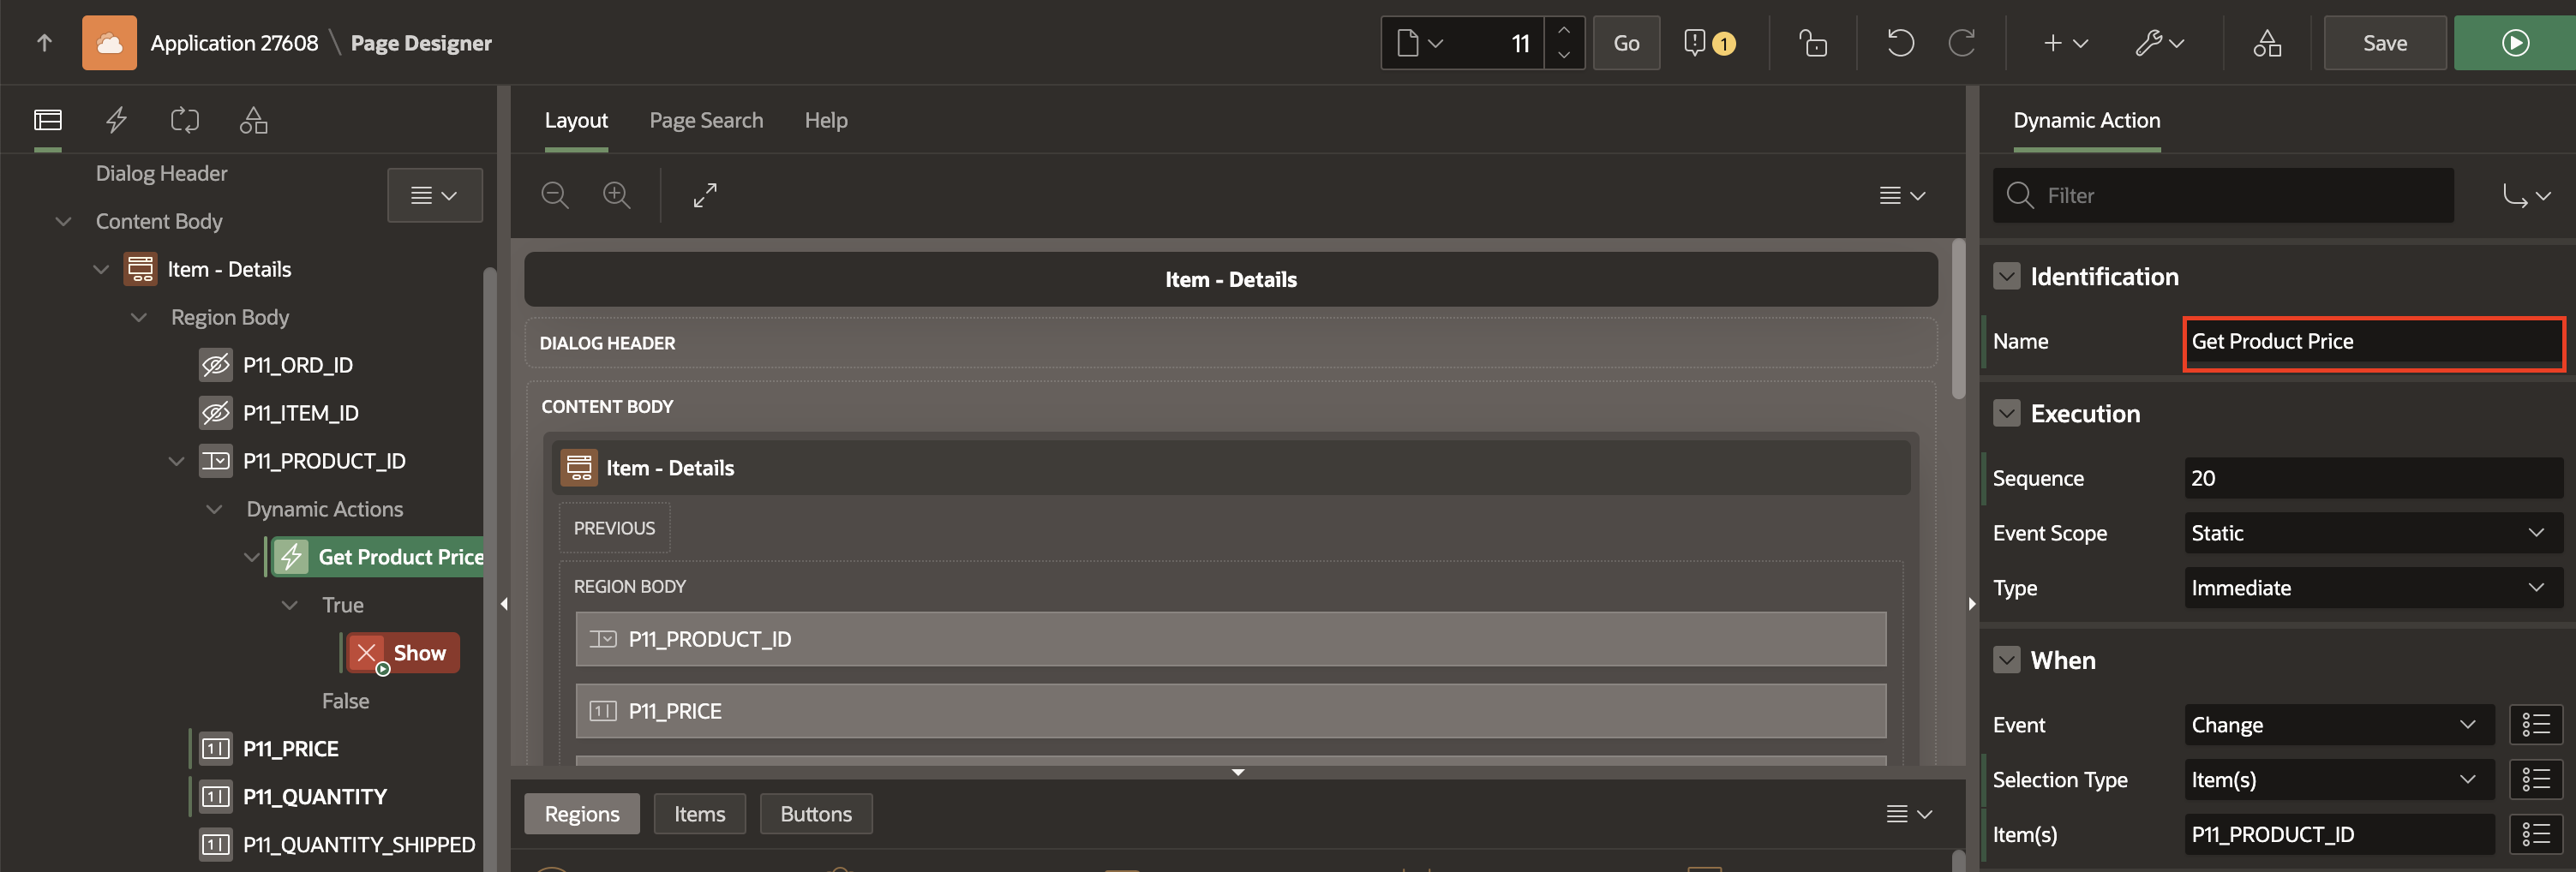 Application 27608 \ Page Designer
11
Go
1
Save
Dialog Header
Content Body
Item - Details
Region Body
P11_ORD_ID
P11_ITEM_ID
P11_PRODUCT_ID
Dynamic Actions
Get Product Price
True
Show
False
P11_PRICE
P11_QUANTITY
P11_QUANTITY_SHIPPED
Layout
Page Search
Help
Item - Details
DIALOG HEADER
CONTENT BODY
Item - Details
PREVIOUS
REGION BODY
P11_PRODUCT_ID
P11_PRICE
Regions
Items
Buttons
Dynamic Action
Filter
Identification
Name
Get Product Price
Execution
Sequence
20
Event Scope
Static
Type
Immediate
When
Event
Change
Selection Type
Item(s)
Item(s)
P11_PRODUCT_ID